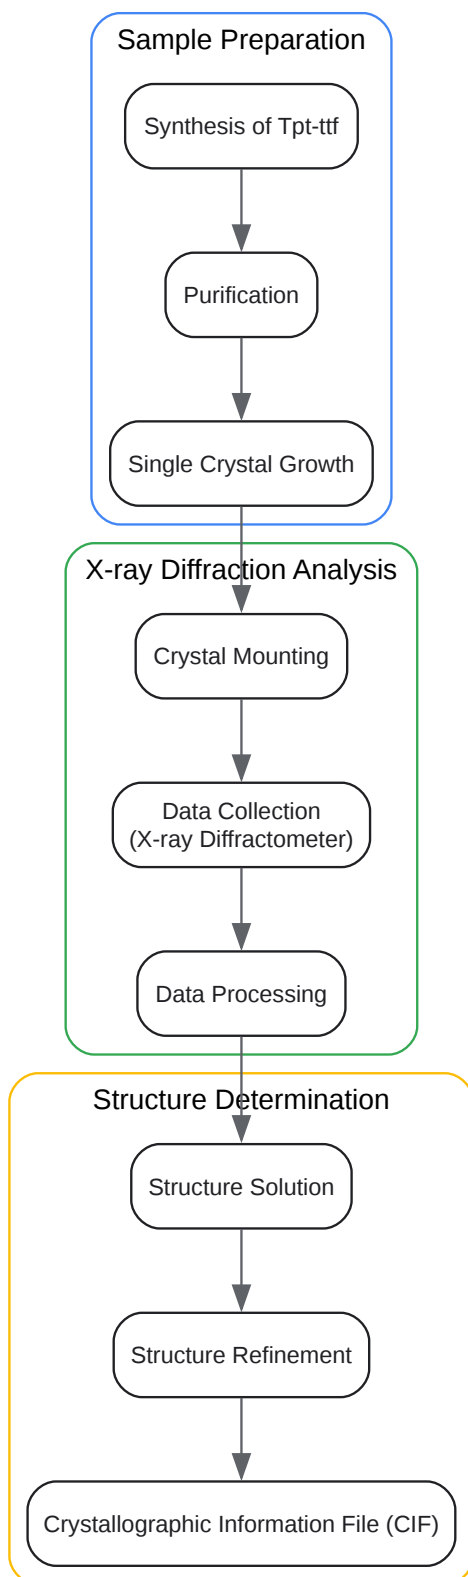 Sample Preparation
Synthesis of Tpt-ttf
Purification
Single Crystal Growth
X-ray Diffraction Analysis
Crystal Mounting
Data Collection
(X-ray Diffractometer)
Data Processing
Structure Determination
Structure Solution
Structure Refinement
Crystallographic Information File (CIF)